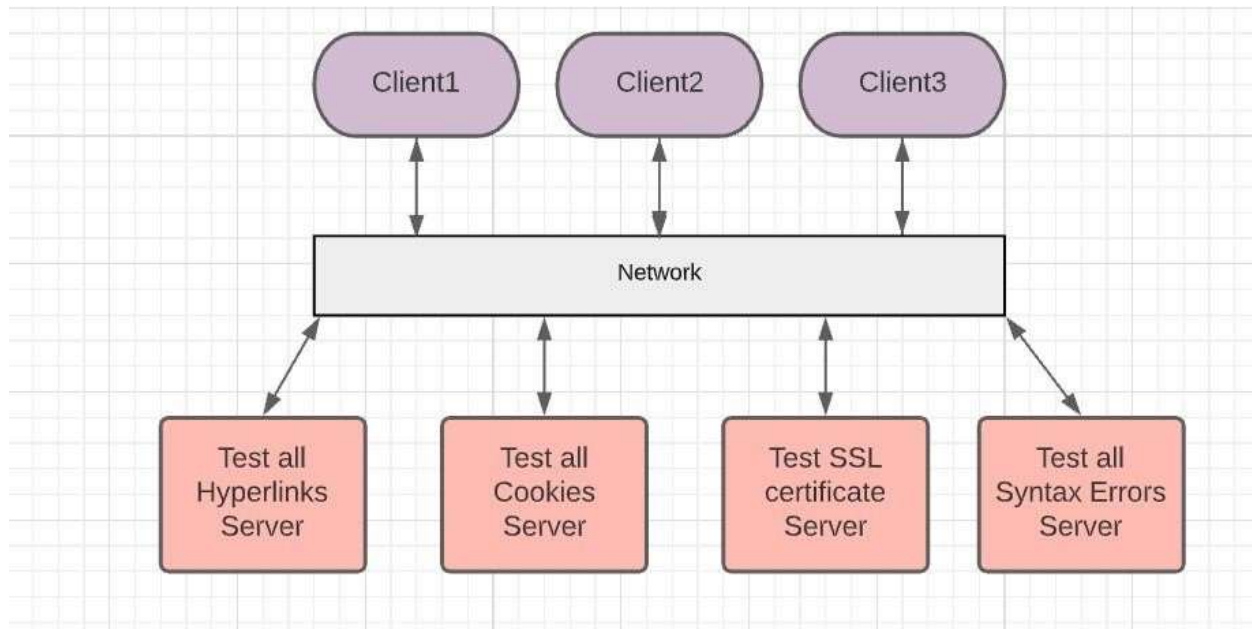 Client1
Client2
Client3
Network
Test all
Hyperlinks
Server
Test all
Cookies
Server
Test SSL
certificate
Server
Test all
Syntax Errors
Server